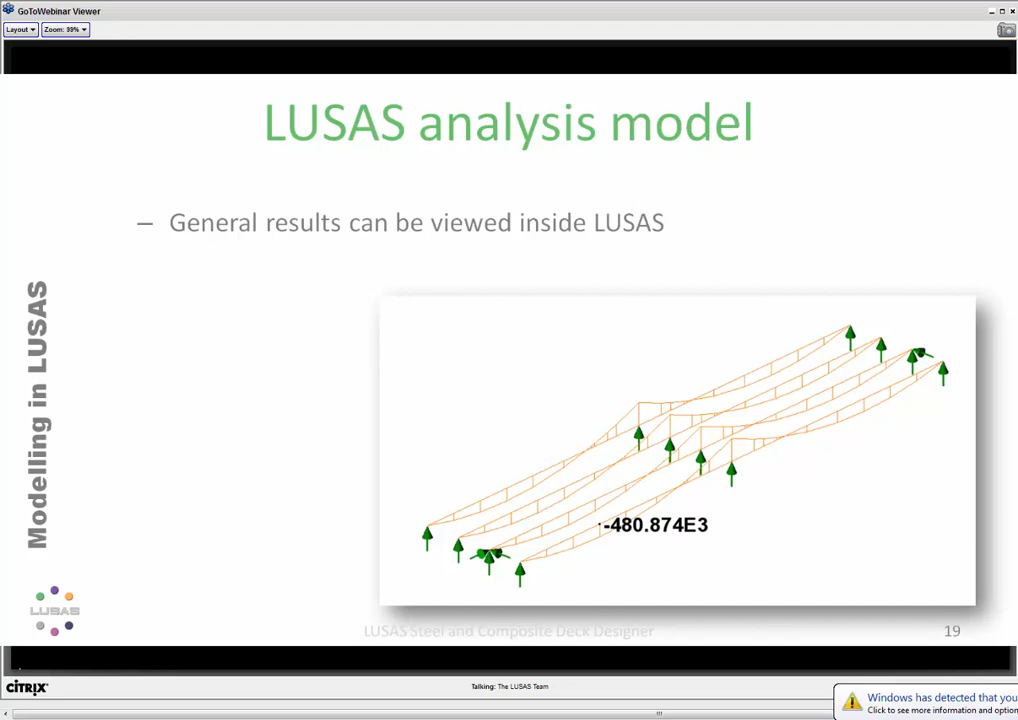 GoToWebinar Viewer
Layout
Zoom: 99%
LUSAS analysis model
– General results can be viewed inside LUSAS
Modelling in LUSAS
-480.874E3
LUSAS
LUSAS Steel and Composite Deck Designer
19
CITRIX
Talking: The LUSAS Team
Windows has detected that you
Click to see more information and option